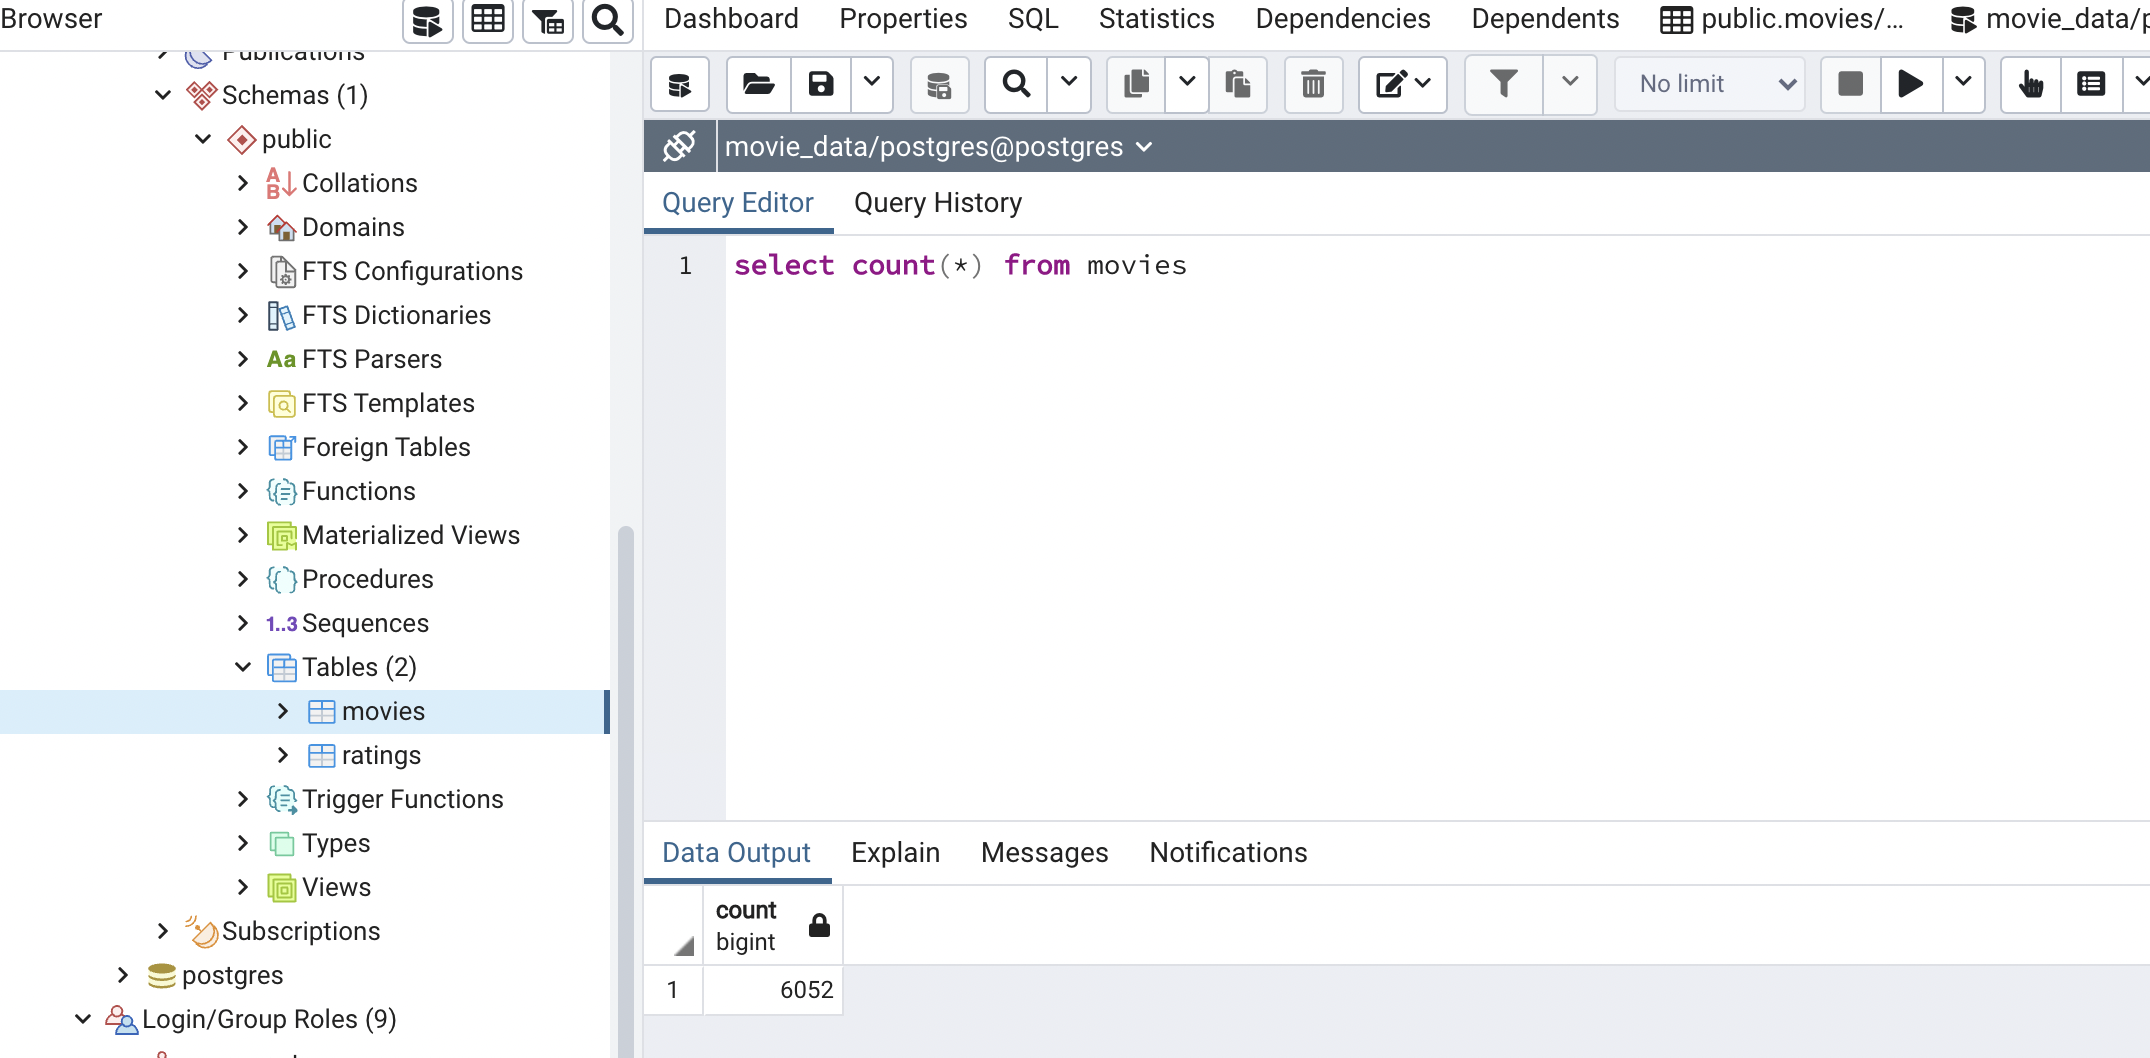 Browser
Dashboard Properties SQL Statistics Dependencies Dependents public.movies/... movie_data/p
Publications
Schemas (1)
public
Collations
Domains
FTS Configurations
FTS Dictionaries
Aa FTS Parsers
FTS Templates
Foreign Tables
Functions
Materialized Views
Procedures
1..3 Sequences
Tables (2)
movies
ratings
Trigger Functions
Types
Views
Subscriptions
postgres
Login/Group Roles (9)
No limit
movie_data/postgres@postgres
Query Editor Query History
1 select count(*) from movies
Data Output Explain Messages Notifications
count
bigint
1 6052